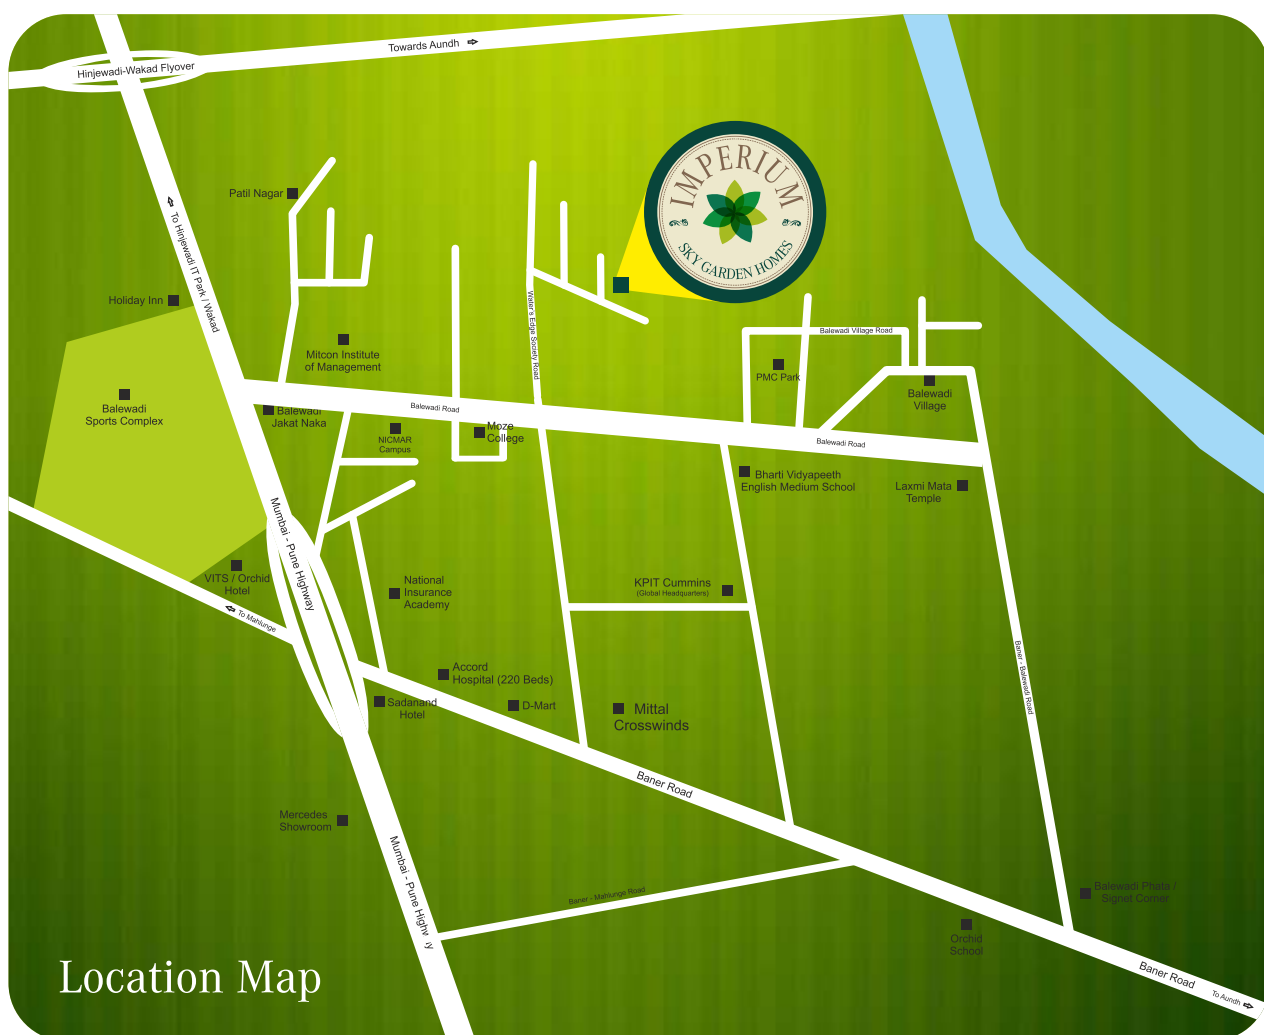 Towards Aundh
Hinjewadi-Wakad Flyover
IMPERIUM
SKY GARDEN HOMES
Patil Nagar
To Hinjewadi IT Park / Wakad
Holiday Inn
Water's Edge Society Road
Balewadi Village Road
Mitcon Institute
of Management
PMC Park
Balewadi
Village
Balewadi
Sports Complex
Balewadi
Jakat Naka
Balewadi Road
NICMAR
Campus
Moze
College
Balewadi Road
Bharti Vidyapeeth
English Medium School
Laxmi Mata
Temple
Mumbai - Pune Highway
VITS / Orchid
Hotel
To Mahlunge
National
Insurance
Academy
KPIT Cummins
(Global Headquarters)
Baner - Balewadi Road
Accord
Hospital (220 Beds)
Sadanand
Hotel
D-Mart
Mittal
Crosswinds
Baner Road
Mercedes
Showroom
Mumbai - Pune Highway
Baner - Mahlunge Road
Balewadi Phata /
Signet Corner
Orchid
School
Baner Road
To Aundh
Location Map